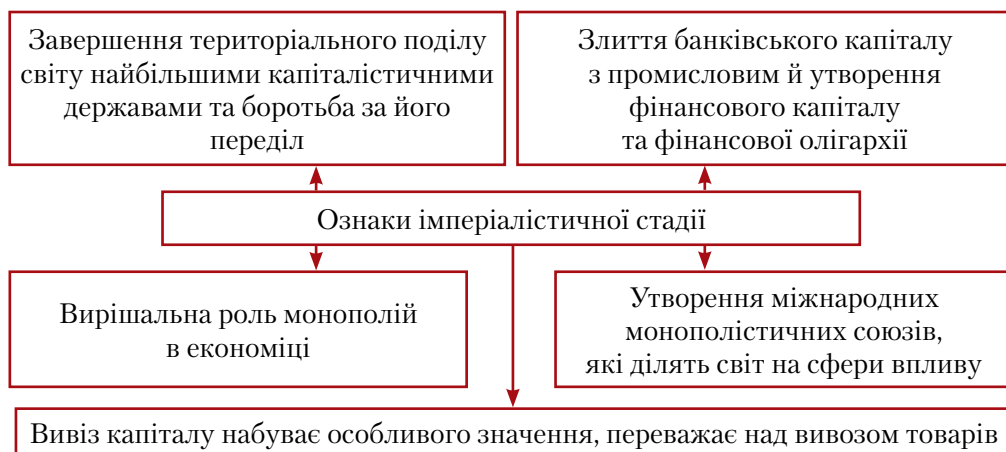 Завершення територіального поділу
світу найбільшими капіталістичними
державами та боротьба за його
переділ
Злиття банківського капіталу
з промисловим й утворення
фінансового капіталу
та фінансової олігархії
Ознаки імперіалістичної стадії
Вирішальна роль монополій
в економіці
Утворення міжнародних
монополістичних союзів,
які ділять світ на сфери впливу
Вивіз капіталу набуває особливого значення, переважає над вивозом товарів